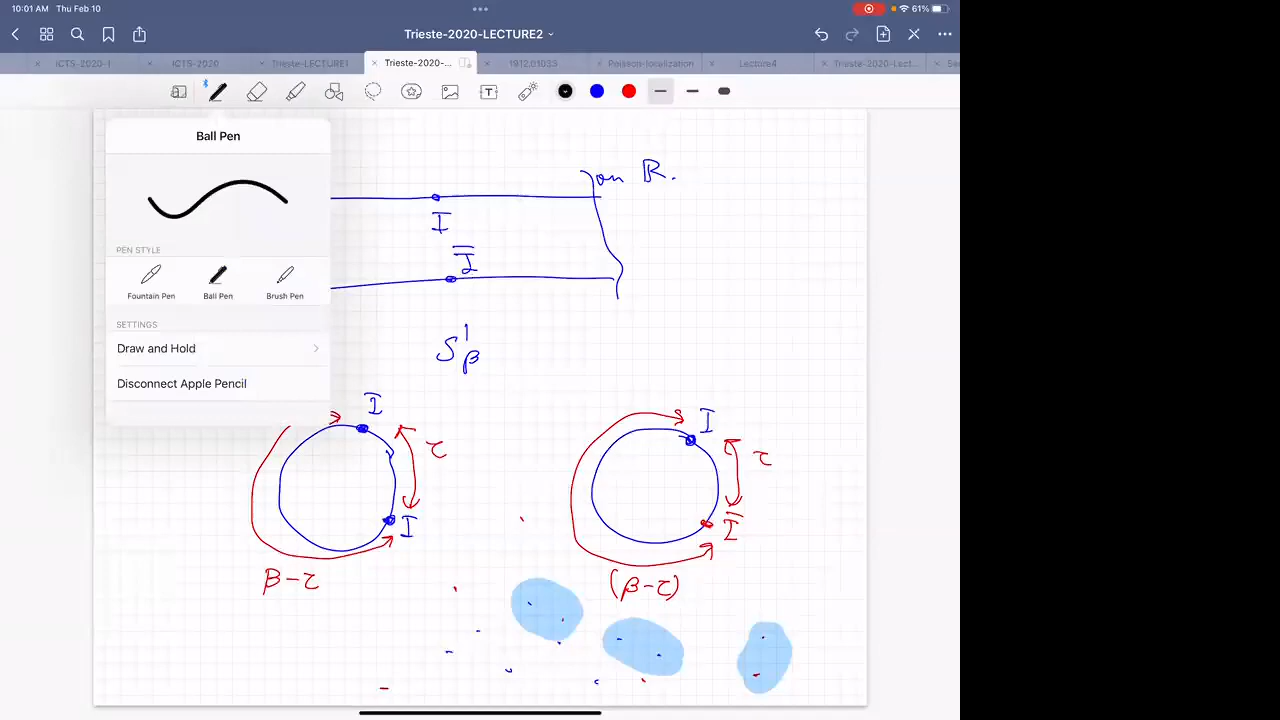 10:01 AM Thu Feb 10
61%
Trieste-2020-LECTURE2
ICTS-2020-1
ICTS-2020
Trieste-LECTURE1
Trieste-2020-...
1912.01033
Poisson-localization
Lecture4
Trieste-2020-Lect...
Se
Ball Pen
PEN STYLE
Fountain Pen
Ball Pen
Brush Pen
SETTINGS
Draw and Hold
Disconnect Apple Pencil
on ℝ.
I
Ī
S¹_β
I
τ
I
β-τ
I
τ
Ī
(β-τ)